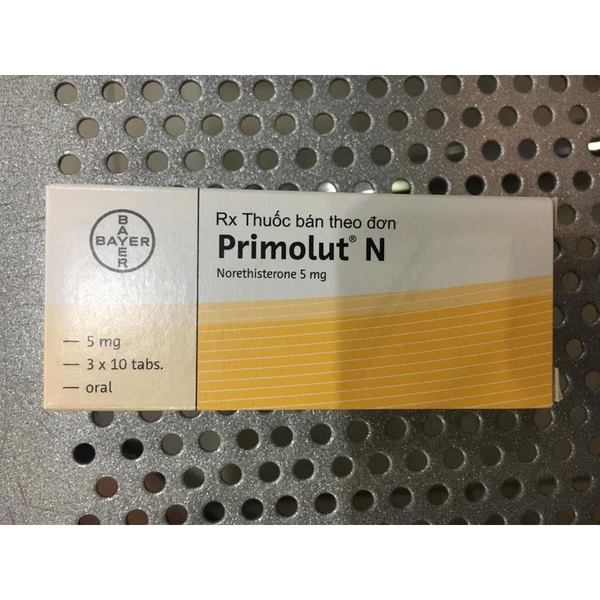 BAYER
BAYER
Rx Thuốc bán theo đơn
Primolut® N
Norethisterone 5 mg
— 5 mg
— 3 x 10 tabs.
— oral